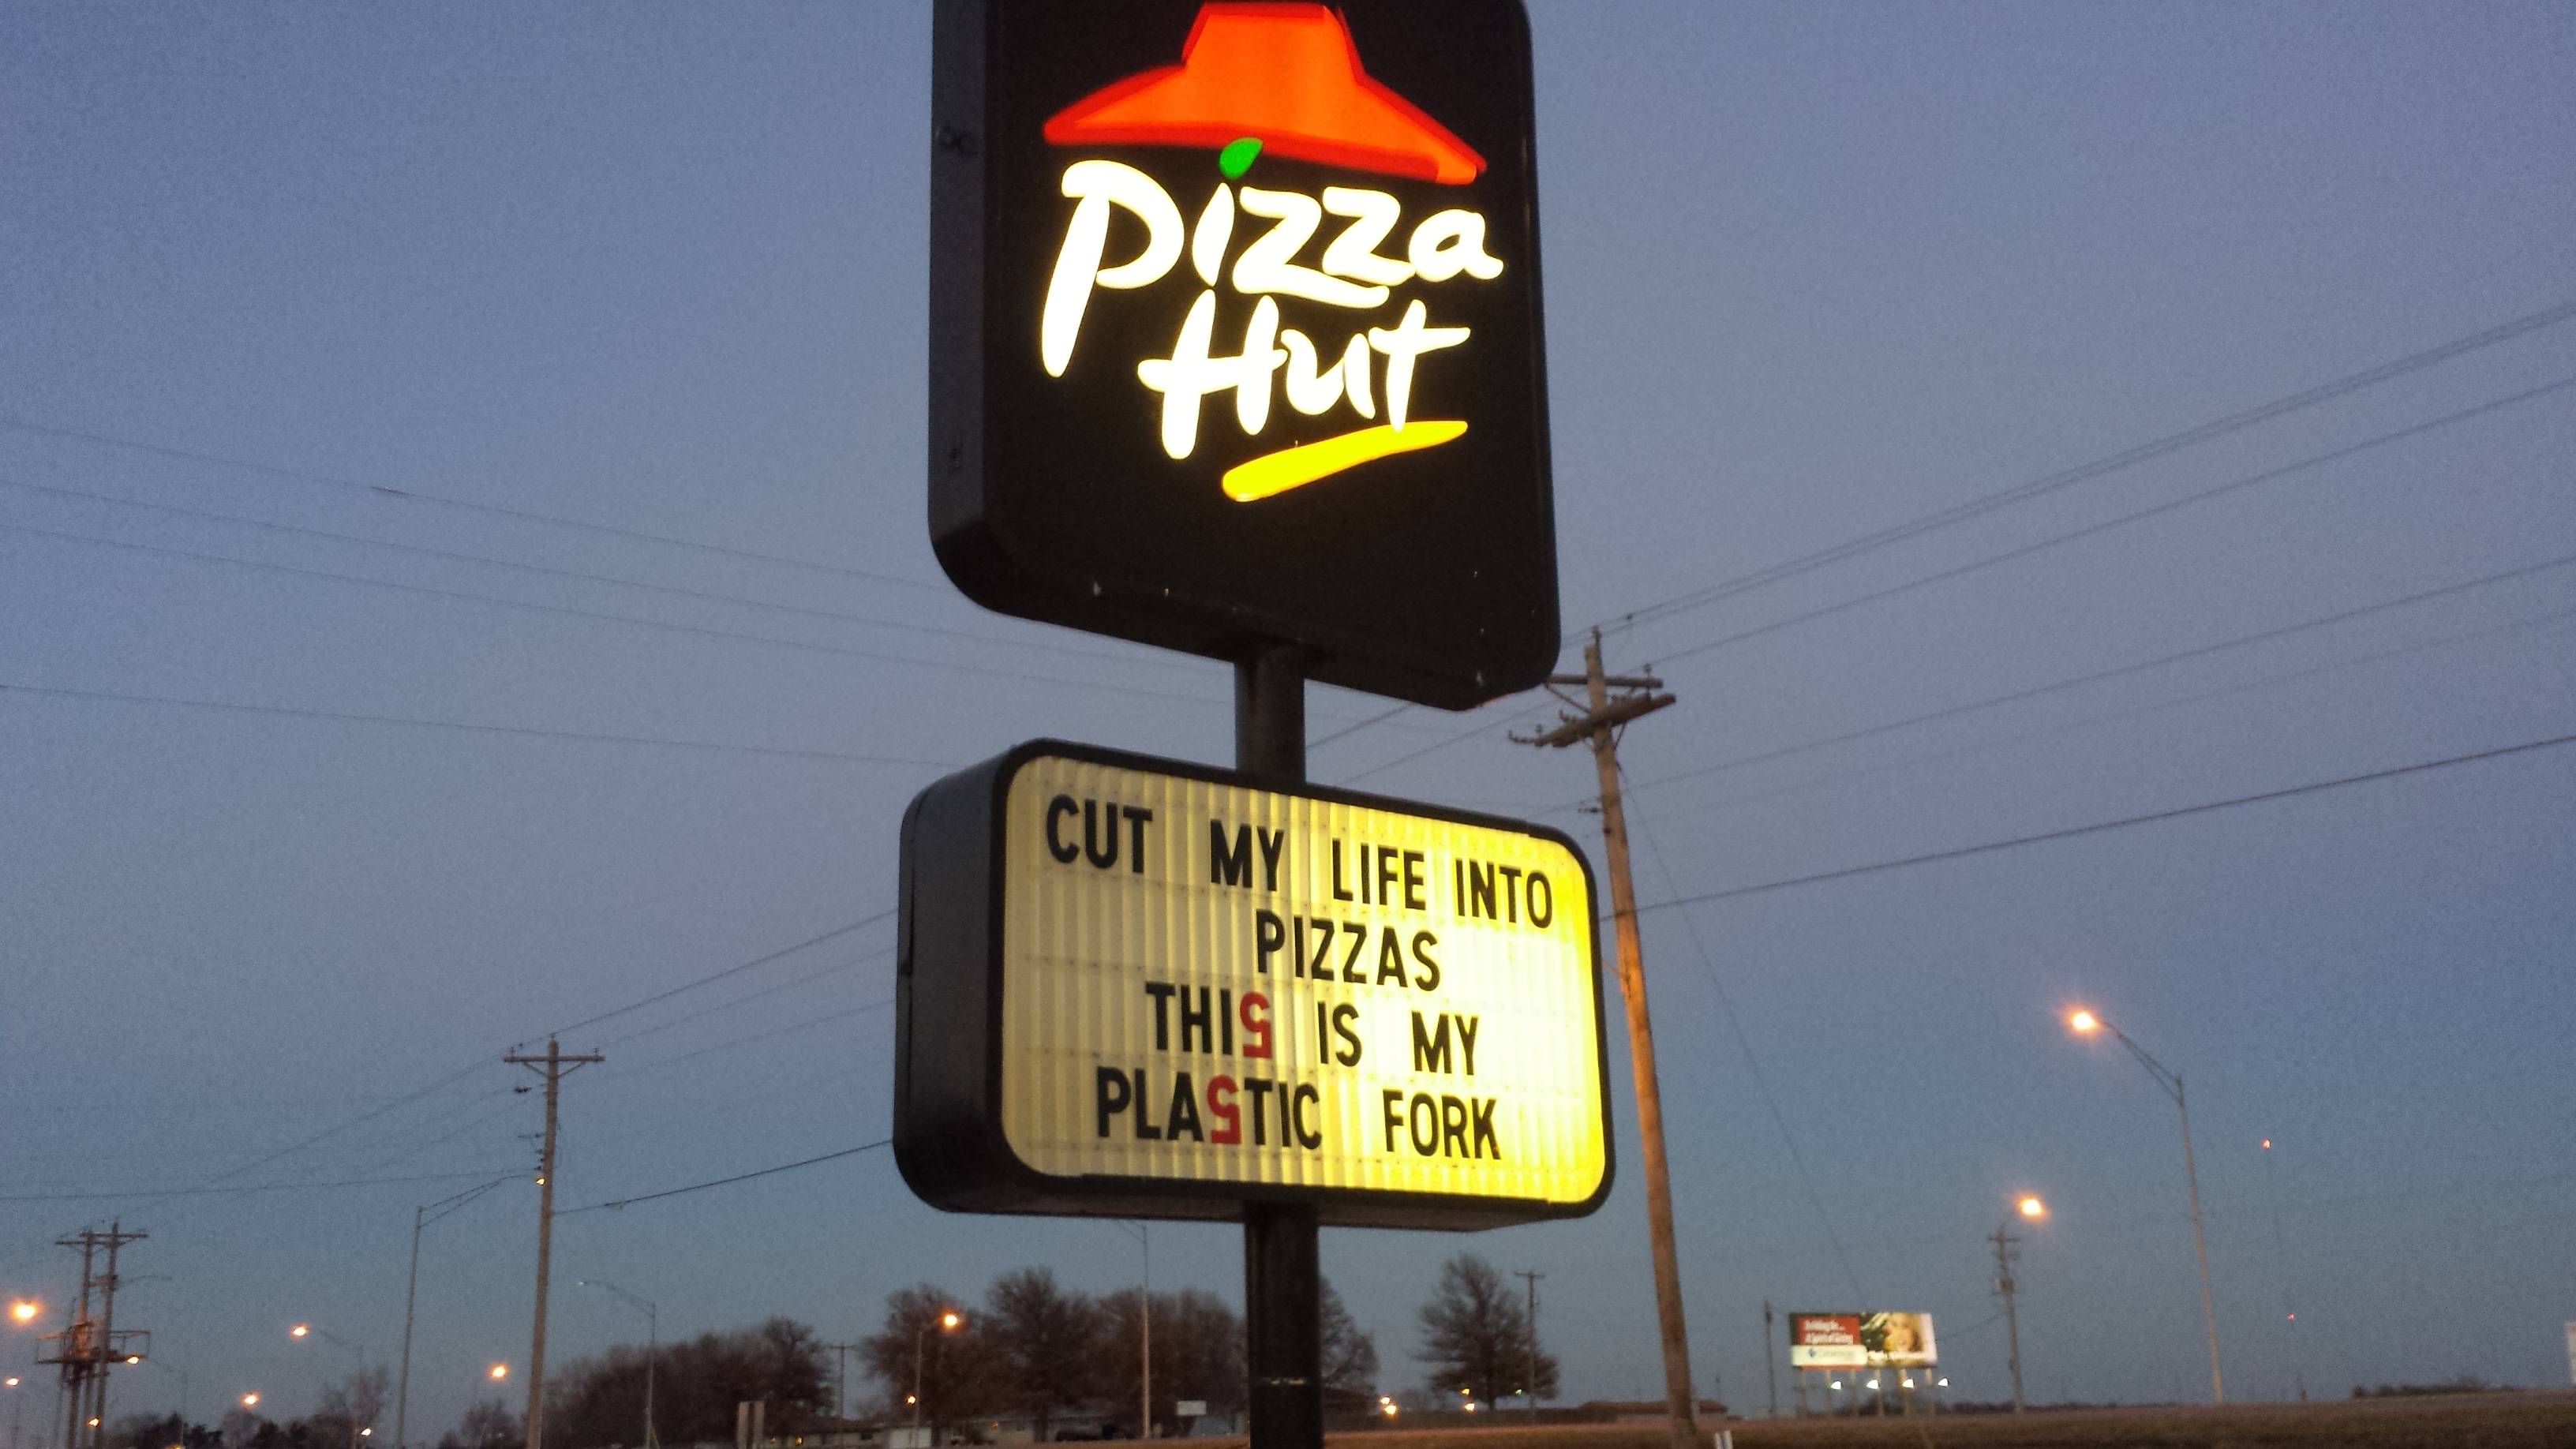 Pizza
Hut
CUT MY LIFE INTO
PIZZAS
THIS IS MY
PLASTIC FORK